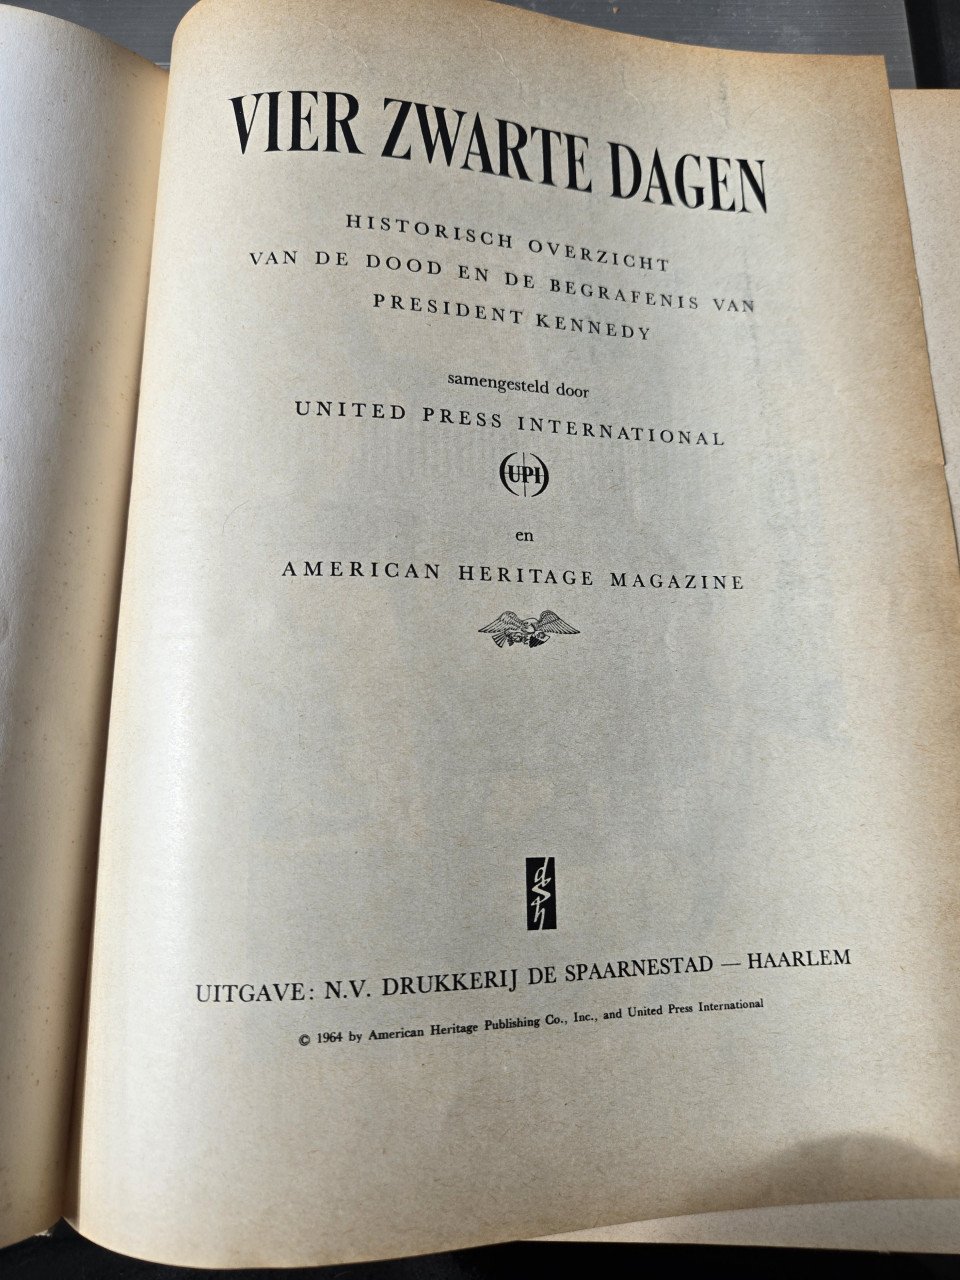 VIER ZWARTE DAGEN
HISTORISCH OVERZICHT
VAN DE DOOD EN DE BEGRAFENIS VAN
PRESIDENT KENNEDY
samengesteld door
UNITED PRESS INTERNATIONAL
UPI
en
AMERICAN HERITAGE MAGAZINE
dSh
UITGAVE: N.V. DRUKKERIJ DE SPAARNESTAD — HAARLEM
© 1964 by American Heritage Publishing Co., Inc., and United Press International